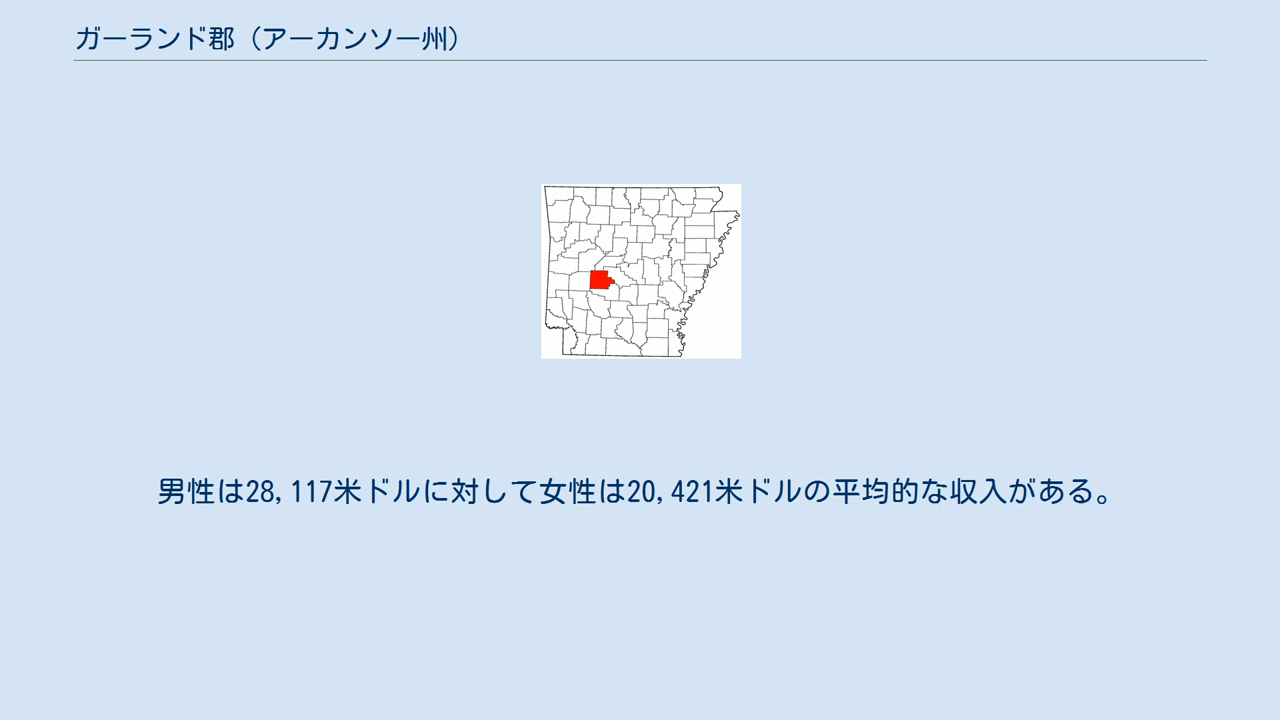 ガーランド郡（アーカンソー州）
男性は28,117米ドルに対して女性は20,421米ドルの平均的な収入がある。